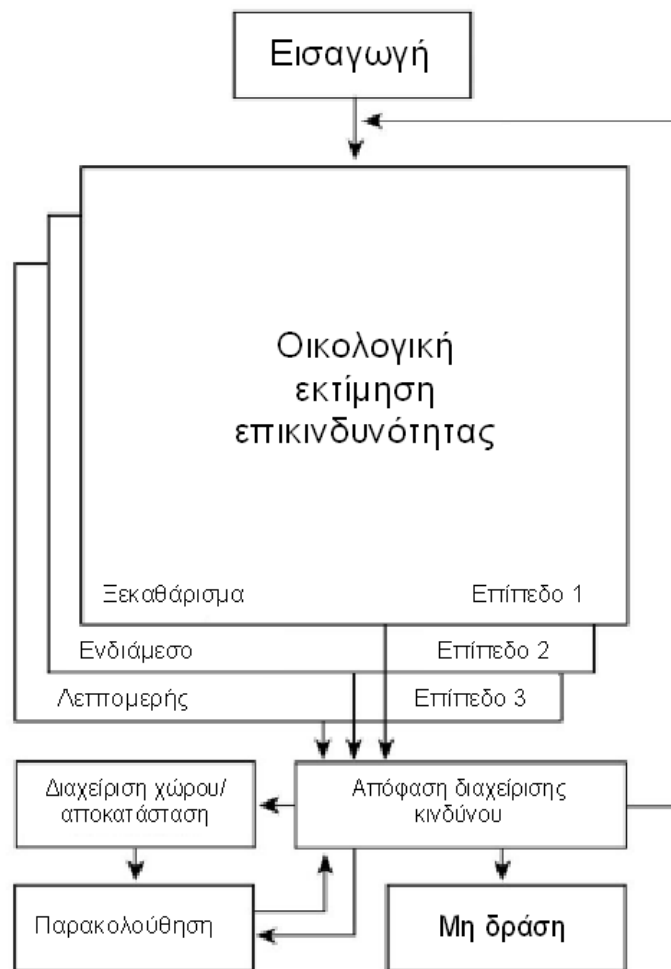 Εισαγωγή
Οικολογική
εκτίμηση
επικινδυνότητας
Ξεκαθάρισμα Επίπεδο 1
Ενδιάμεσο Επίπεδο 2
Λεπτομερής Επίπεδο 3
Διαχείριση χώρου/
αποκατάσταση
Απόφαση διαχείρισης
κινδύνου
Παρακολούθηση
Μη δράση